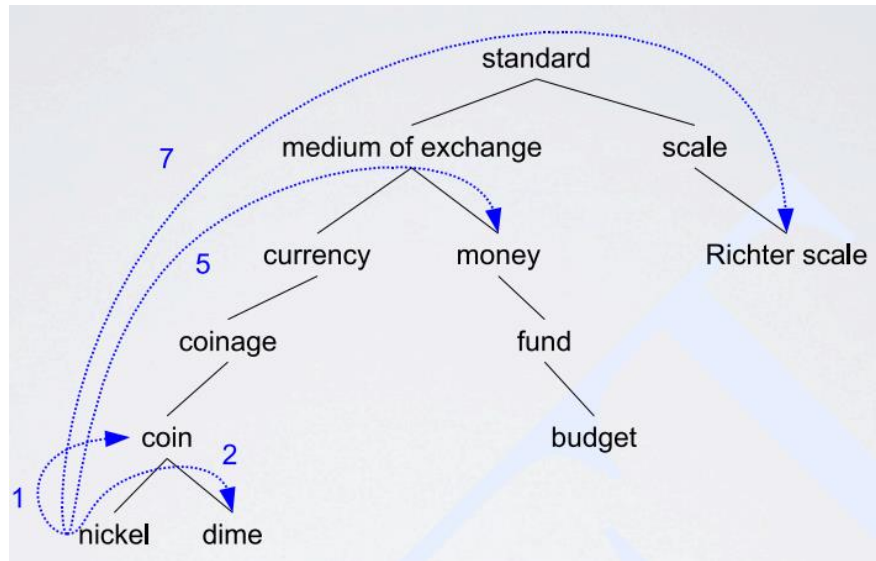 standard
7
medium of exchange
scale
5
currency
money
Richter scale
coinage
fund
coin
2
budget
1
nickel
dime